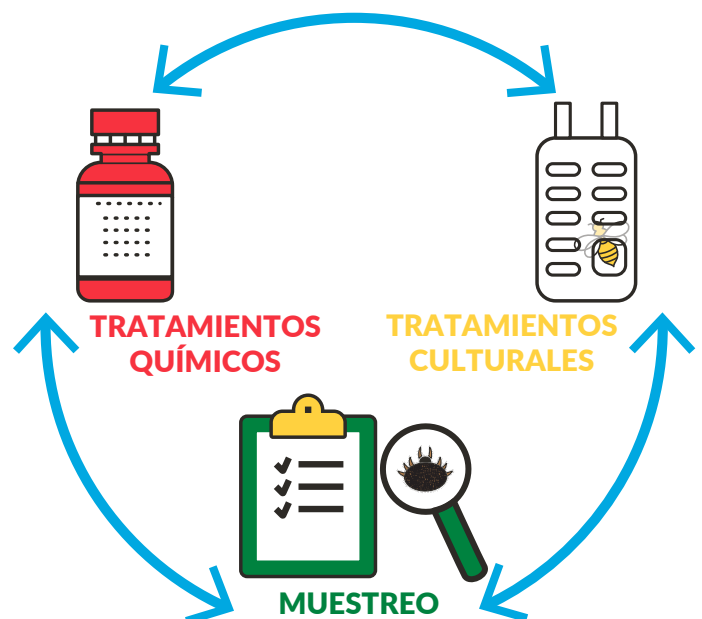 TRATAMIENTOS
QUÍMICOS
TRATAMIENTOS
CULTURALES
MUESTREO